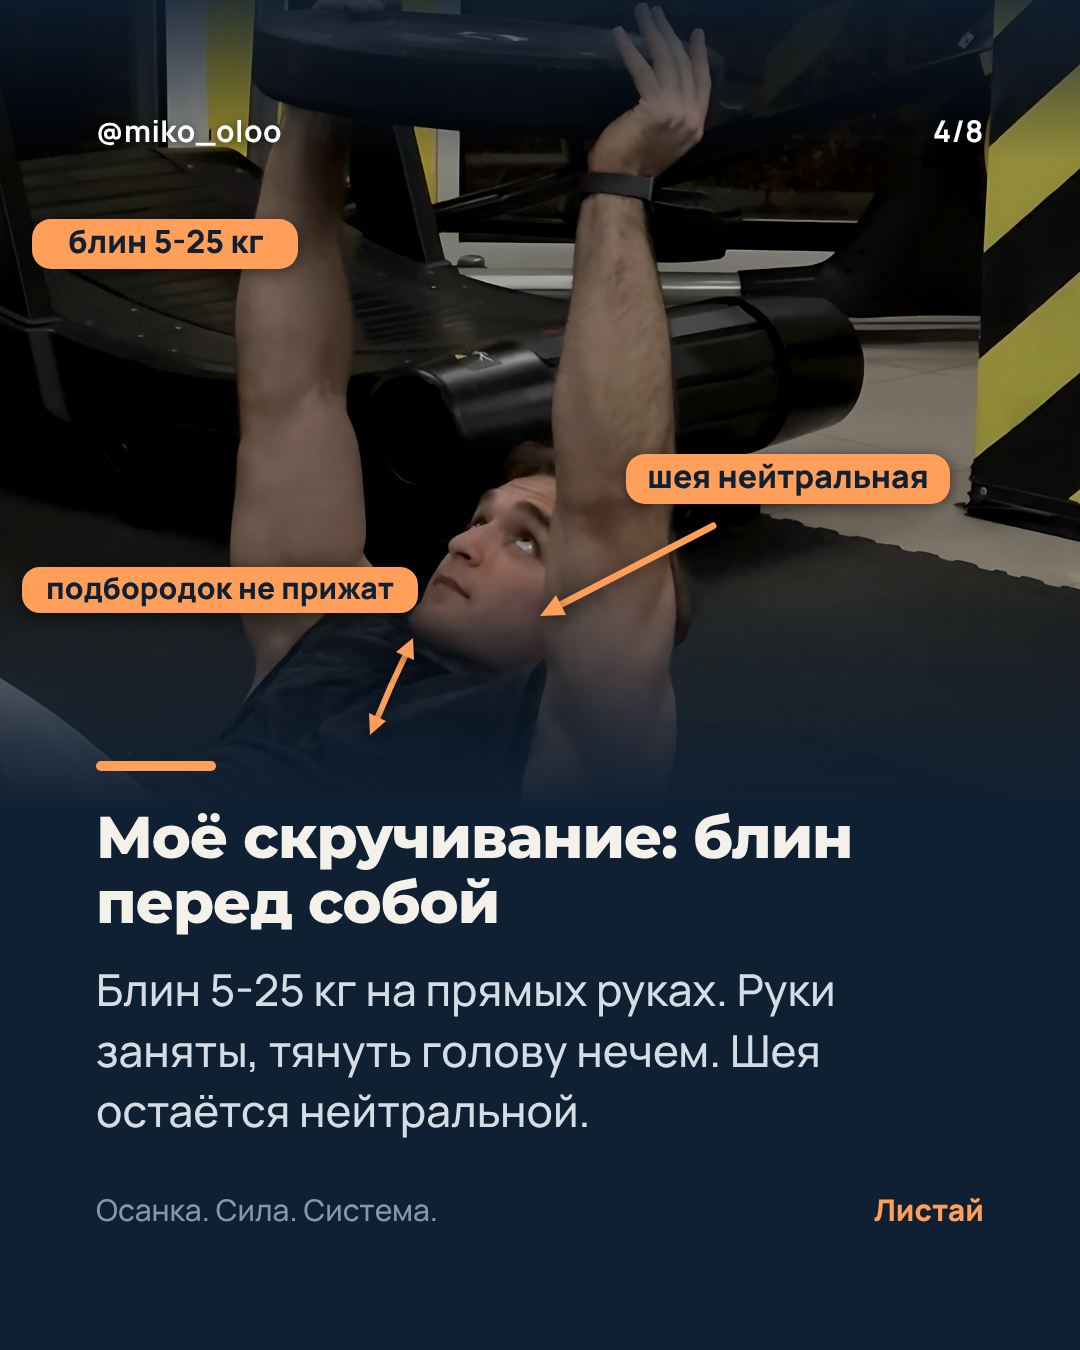 @miko_oloo
4/8
блин 5-25 кг
шея нейтральная
подбородок не прижат
Моё скручивание: блин
перед собой
Блин 5-25 кг на прямых руках. Руки
заняты, тянуть голову нечем. Шея
остаётся нейтральной.
Осанка. Сила. Система.
Листай